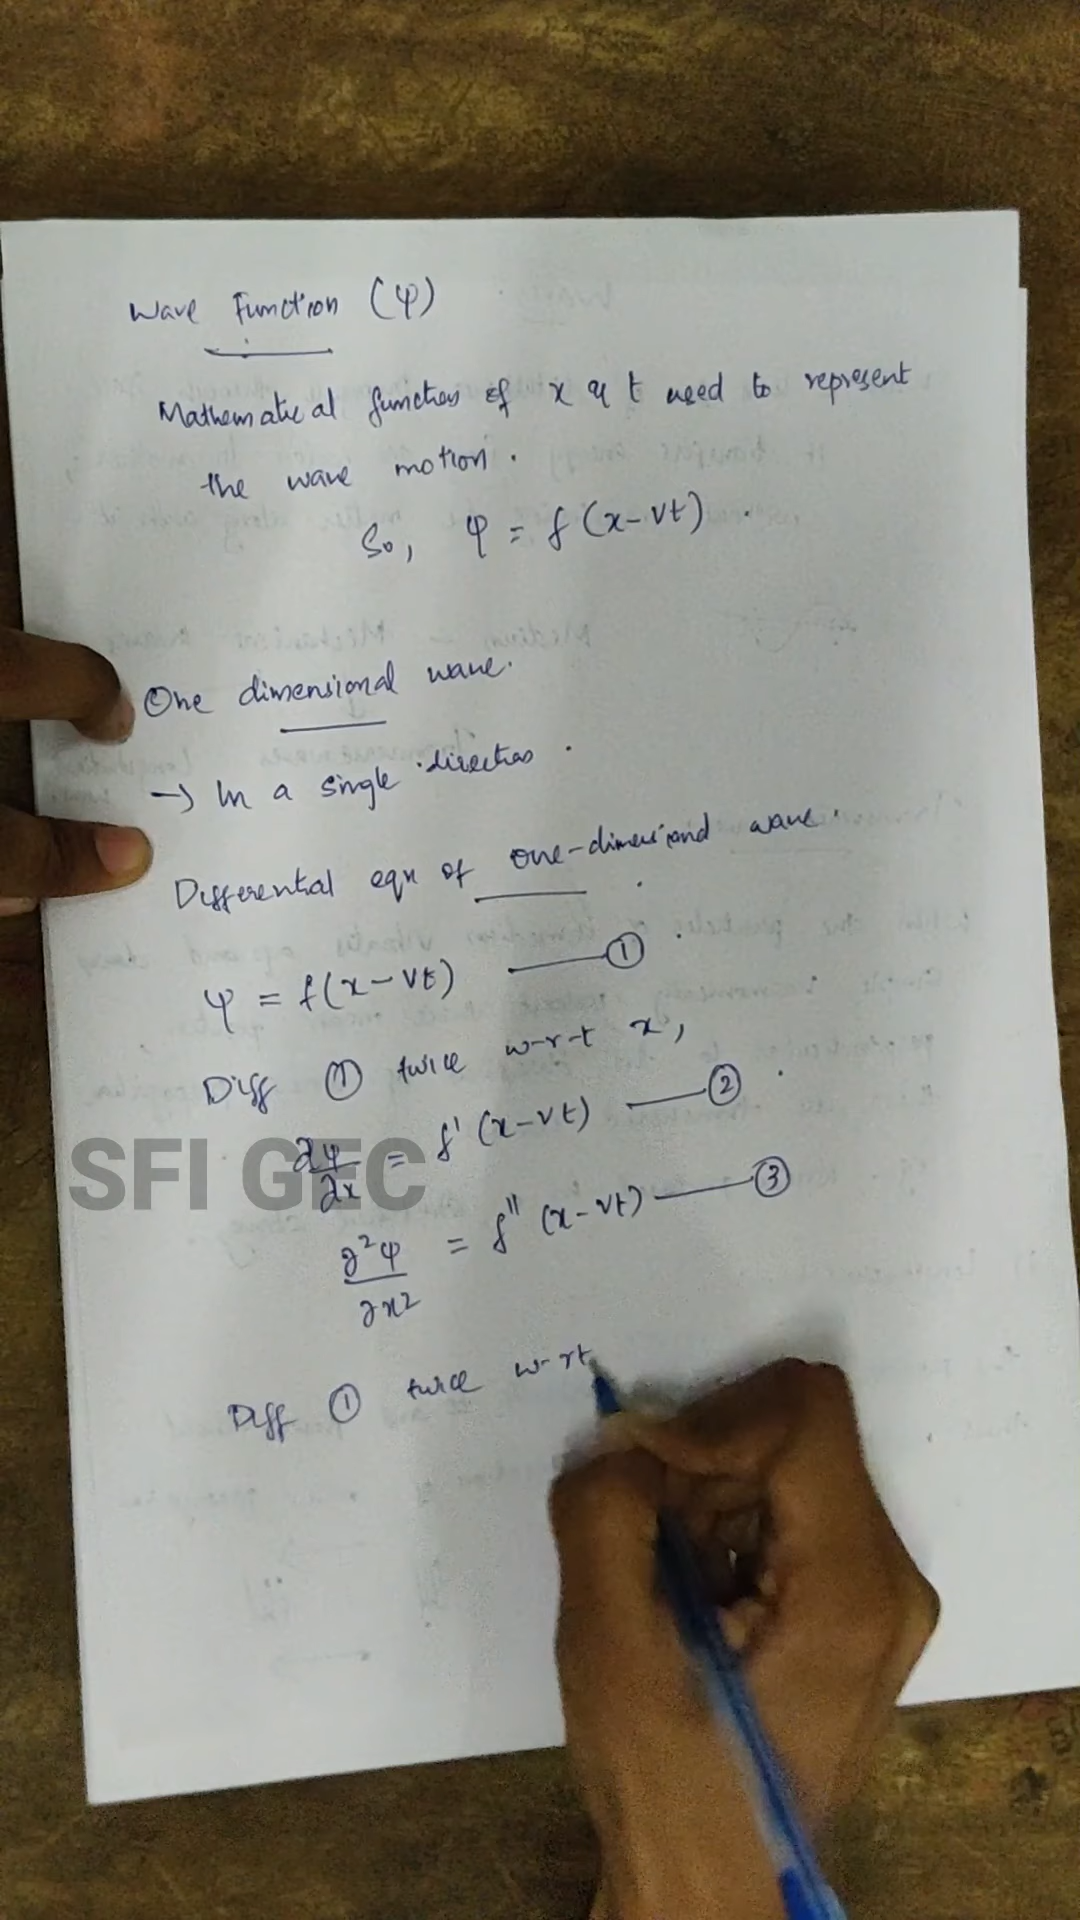 Wave Function (ψ)
Mathematical function of x & t used to represent
the wave motion.
So, ψ = f(x-vt)
One dimensional wave.
→ In a single direction.
Differential eqn of one-dimensional wave.
ψ = f(x-vt) — ①
Diff ① twice w-r-t x,
∂ψ/∂x = f'(x-vt) — ②
SFI GEC
∂²ψ/∂x² = f''(x-vt) — ③
Diff ① twice w-rt